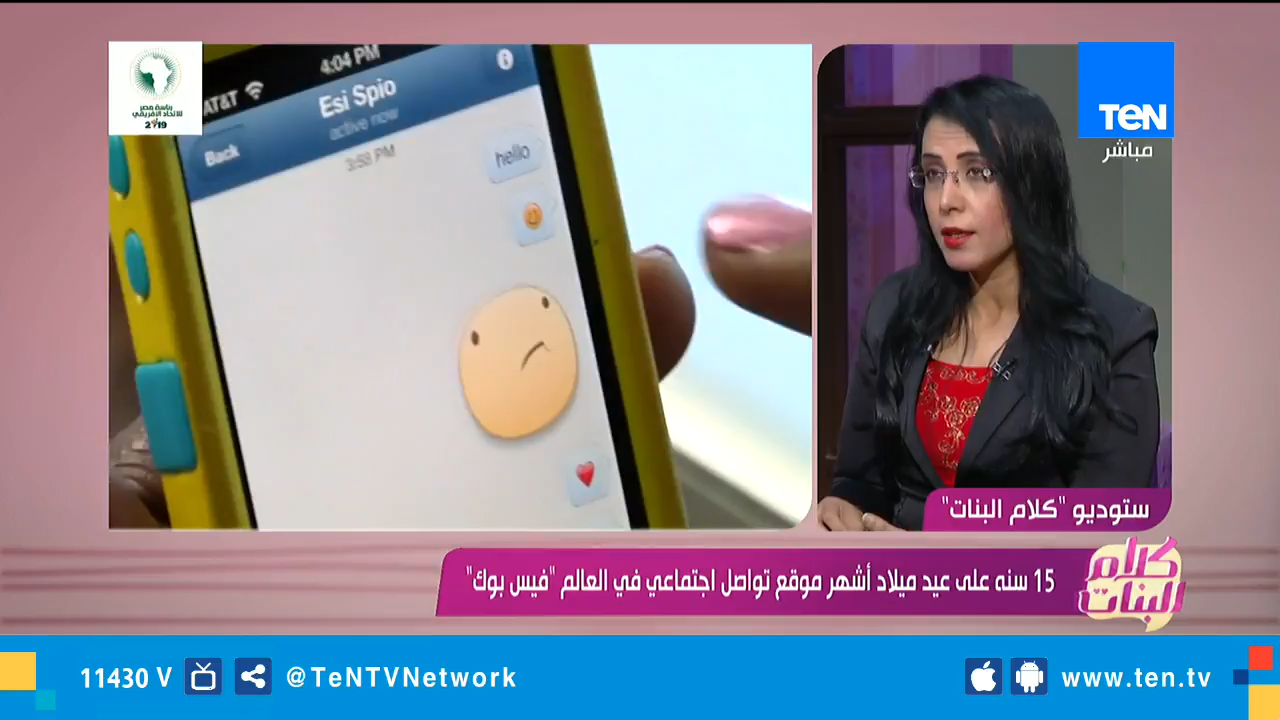 رئاسة مصر
للاتحاد الافريقي
2019
AT&T
4:04 PM
Esi Spio
active now
Back
3:58 PM
hello
TEN
مباشر
ستوديو "كلام البنات"
15 سنه على عيد ميلاد أشهر موقع تواصل اجتماعي في العالم "فيس بوك"
كلام
البنات
11430 V
@TeNTVNetwork
www.ten.tv